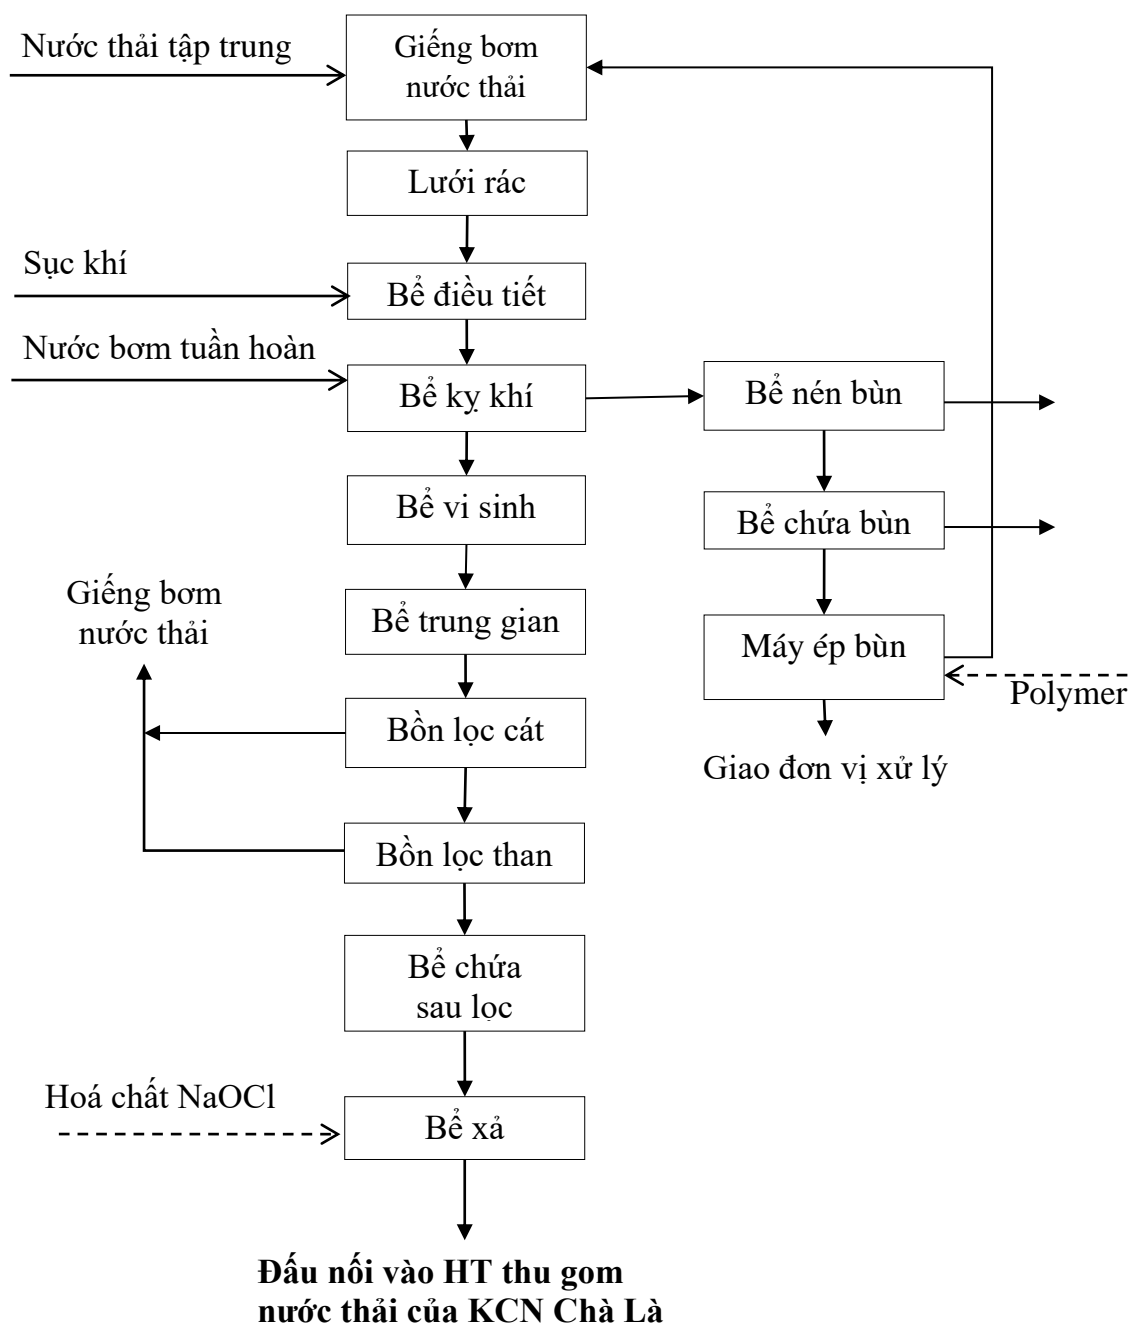 Nước thải tập trung
Giếng bơm
nước thải
Lưới rác
Sục khí
Bể điều tiết
Nước bơm tuần hoàn
Bể kỵ khí
Bể nén bùn
Bể vi sinh
Bể chứa bùn
Giếng bơm
nước thải
Bể trung gian
Máy ép bùn
Polymer
Bồn lọc cát
Giao đơn vị xử lý
Bồn lọc than
Bể chứa
sau lọc
Hoá chất NaOCl
Bể xả
Đấu nối vào HT thu gom
nước thải của KCN Chà Là